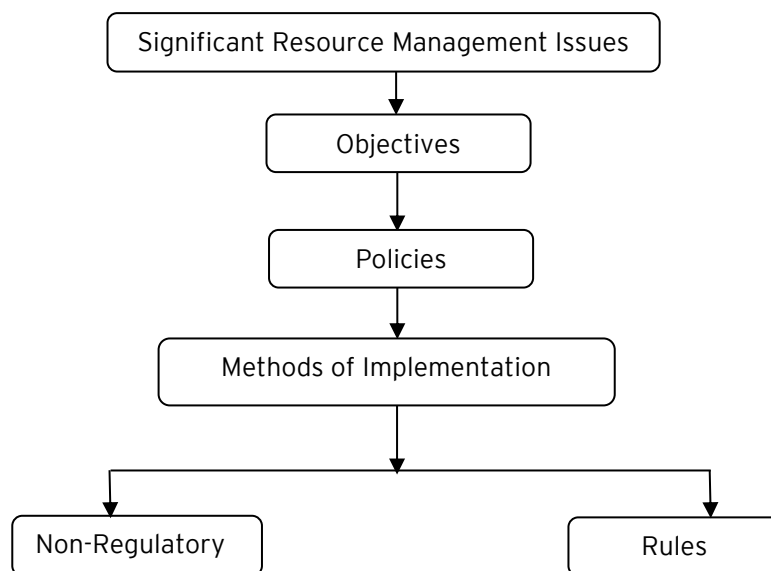 Significant Resource Management Issues
Objectives
Policies
Methods of Implementation
Non-Regulatory
Rules